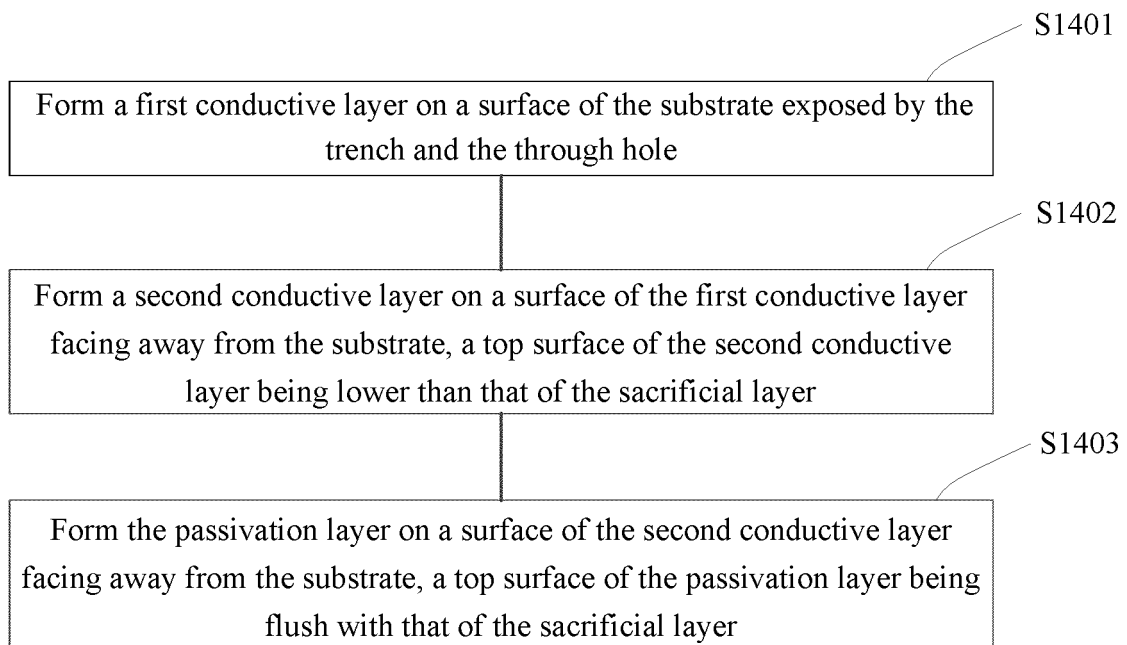 S1401
Form a first conductive layer on a surface of the substrate exposed by the
trench and the through hole
S1402
Form a second conductive layer on a surface of the first conductive layer
facing away from the substrate, a top surface of the second conductive
layer being lower than that of the sacrificial layer
S1403
Form the passivation layer on a surface of the second conductive layer
facing away from the substrate, a top surface of the passivation layer being
flush with that of the sacrificial layer